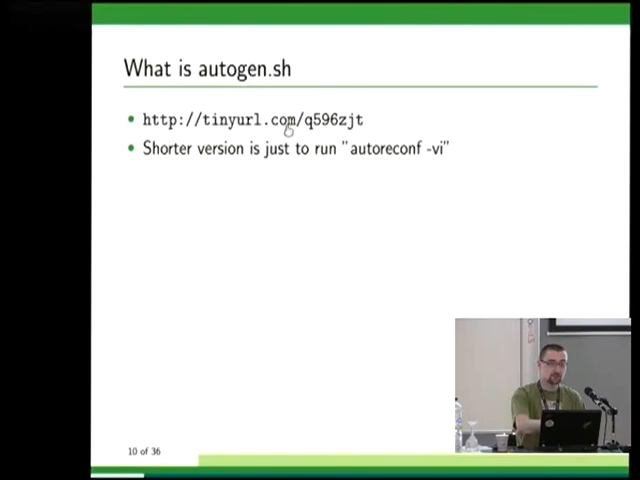 What is autogen.sh
• http://tinyurl.com/q596zjt
• Shorter version is just to run "autoreconf -vi"
10 of 36